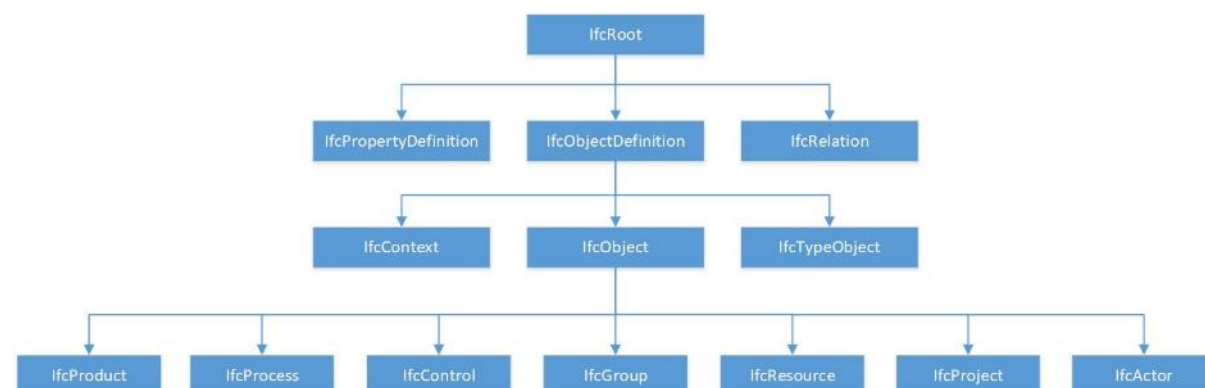 IfcRoot
IfcPropertyDefinition
IfcObjectDefinition
IfcRelation
IfcContext
IfcObject
IfcTypeObject
IfcProduct
IfcProcess
IfcControl
IfcGroup
IfcResource
IfcProject
IfcActor